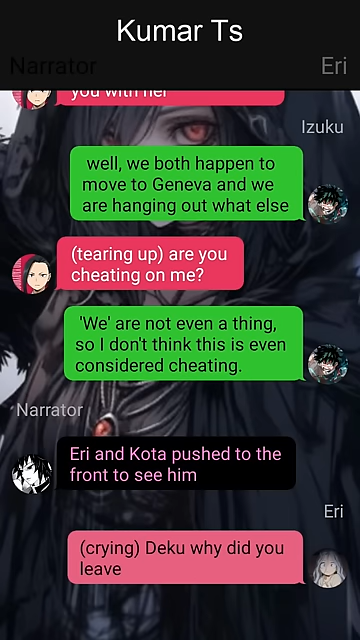 Kumar Ts
Narrator
Eri
you with her
Izuku
well, we both happen to
move to Geneva and we
are hanging out what else
(tearing up) are you
cheating on me?
'We' are not even a thing,
so I don't think this is even
considered cheating.
Narrator
Eri and Kota pushed to the
front to see him
Eri
(crying) Deku why did you
leave